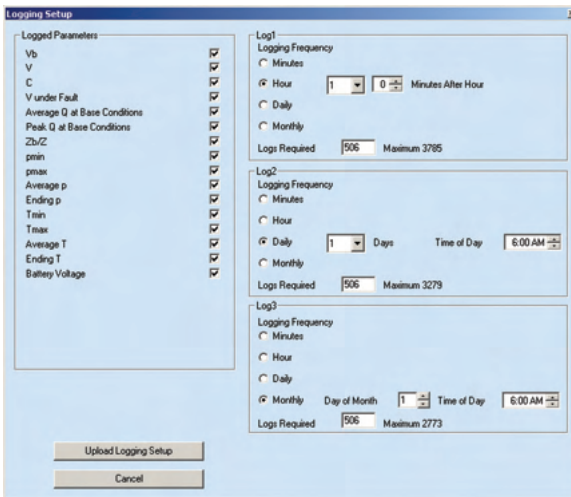 Logging Setup
Logged Parameters
Vb
V
C
V under Fault
Average Q at Base Conditions
Peak Q at Base Conditions
Zb/Z
pmin
pmax
Average p
Ending p
Tmin
Tmax
Average T
Ending T
Battery Voltage
Upload Logging Setup
Cancel
Log1
Logging Frequency
Minutes
Hour 1 0 Minutes After Hour
Daily
Monthly
Logs Required 506 Maximum 3785
Log2
Logging Frequency
Minutes
Hour
Daily 1 Days Time of Day 6:00 AM
Monthly
Logs Required 506 Maximum 3279
Log3
Logging Frequency
Minutes
Hour
Daily
Monthly Day of Month 1 Time of Day 6:00 AM
Logs Required 506 Maximum 2773